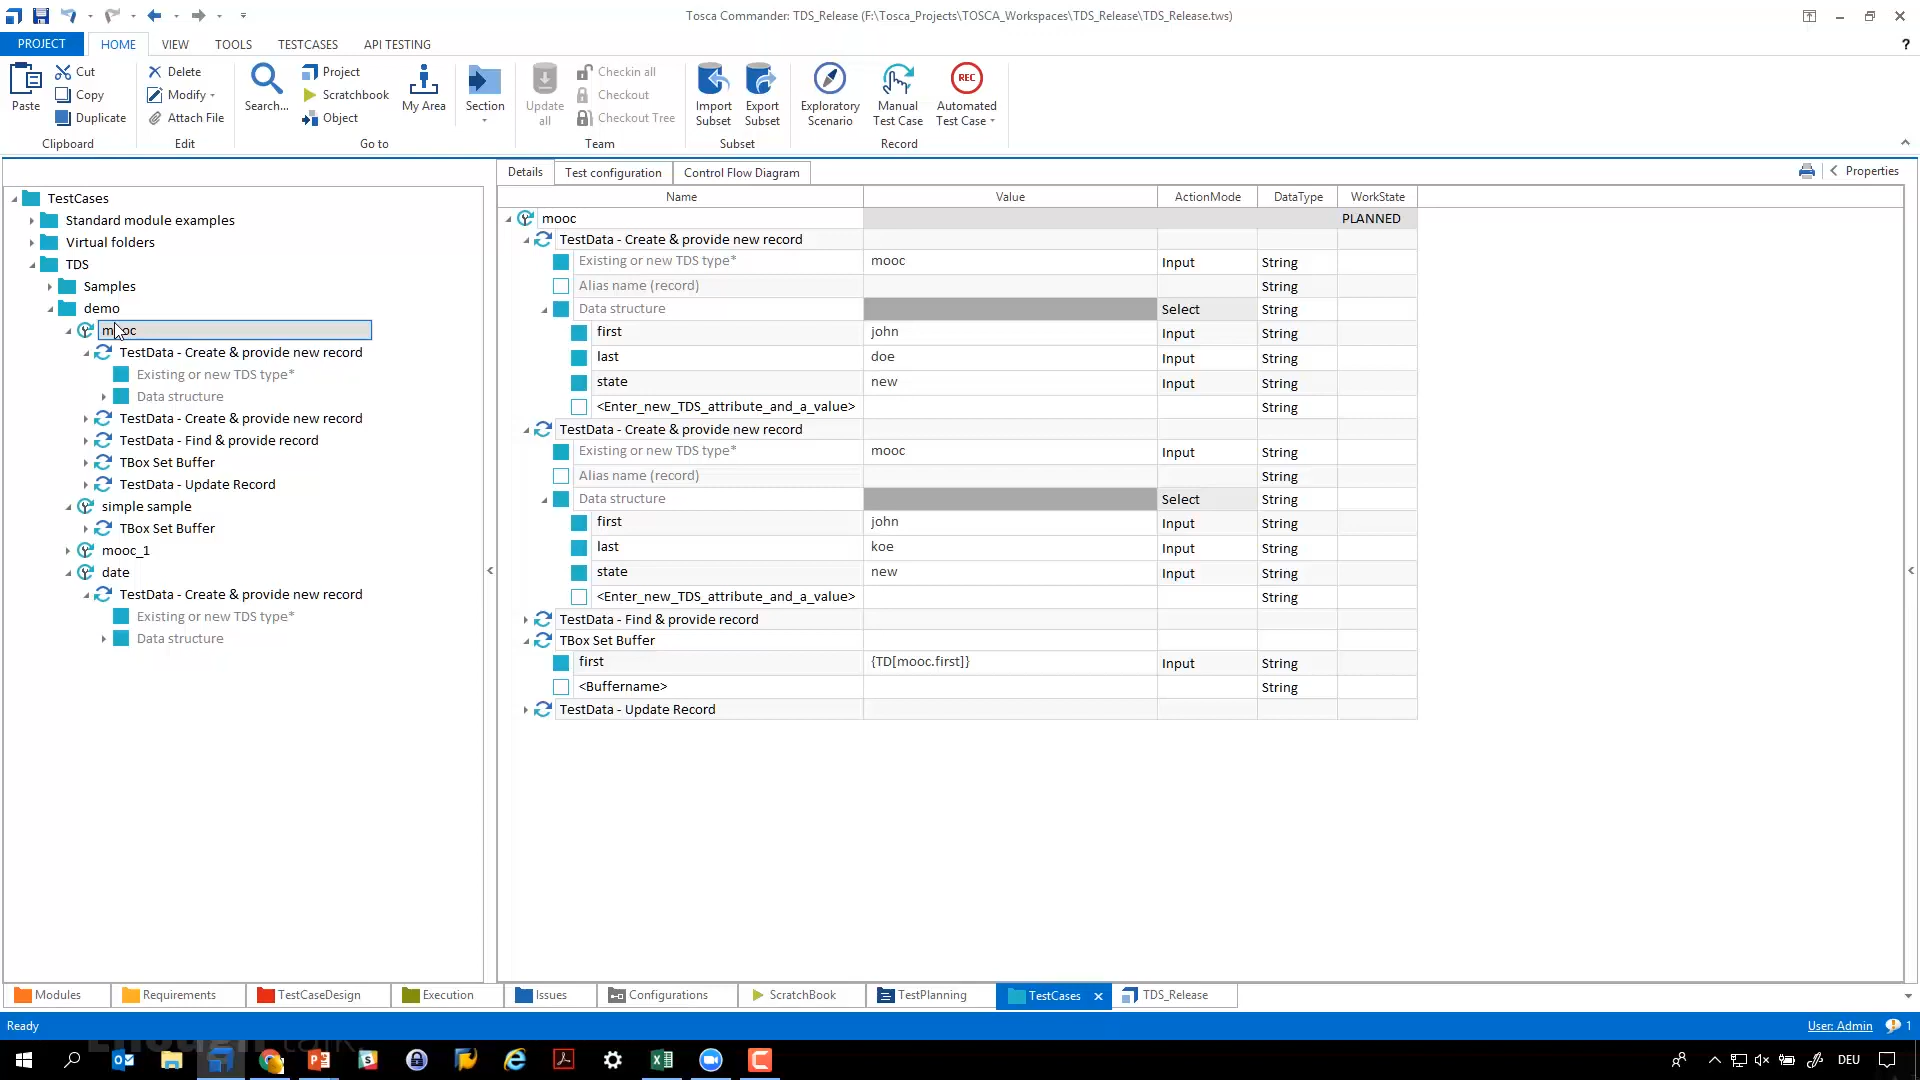 Tosca Commander: TDS_Release (F:\Tosca_Projects\TOSCA_Workspaces\TDS_Release\TDS_Release.tws)
PROJECT HOME VIEW TOOLS TESTCASES API TESTING ?
Paste
Cut
Copy
Duplicate
Clipboard
Delete
Modify
Attach File
Edit
Search...
Project
Scratchbook
Object
My Area
Go to
Section
Update all
Checkin all
Checkout
Checkout Tree
Team
Import Subset
Export Subset
Subset
Exploratory Scenario
Manual Test Case
REC
Automated Test Case
Record
TestCases
Standard module examples
Virtual folders
TDS
Samples
demo
TestData - Create & provide new record
Existing or new TDS type*
Data structure
TestData - Create & provide new record
TestData - Find & provide record
TBox Set Buffer
TestData - Update Record
simple sample
TBox Set Buffer
mooc_1
date
TestData - Create & provide new record
Existing or new TDS type*
Data structure
Details Test configuration Control Flow Diagram Properties
Name Value ActionMode DataType WorkState
mooc PLANNED
TestData - Create & provide new record
Existing or new TDS type* mooc Input String
Alias name (record) String
Data structure Select String
first john Input String
last doe Input String
state new Input String
<Enter_new_TDS_attribute_and_a_value> String
TestData - Create & provide new record
Existing or new TDS type* mooc Input String
Alias name (record) String
Data structure Select String
first john Input String
last koe Input String
state new Input String
<Enter_new_TDS_attribute_and_a_value> String
TestData - Find & provide record
TBox Set Buffer
first {TD[mooc.first]} Input String
<Buffername> String
TestData - Update Record
Modules Requirements TestCaseDesign Execution Issues Configurations ScratchBook TestPlanning TestCases TDS_Release
Ready User: Admin 1
DEU